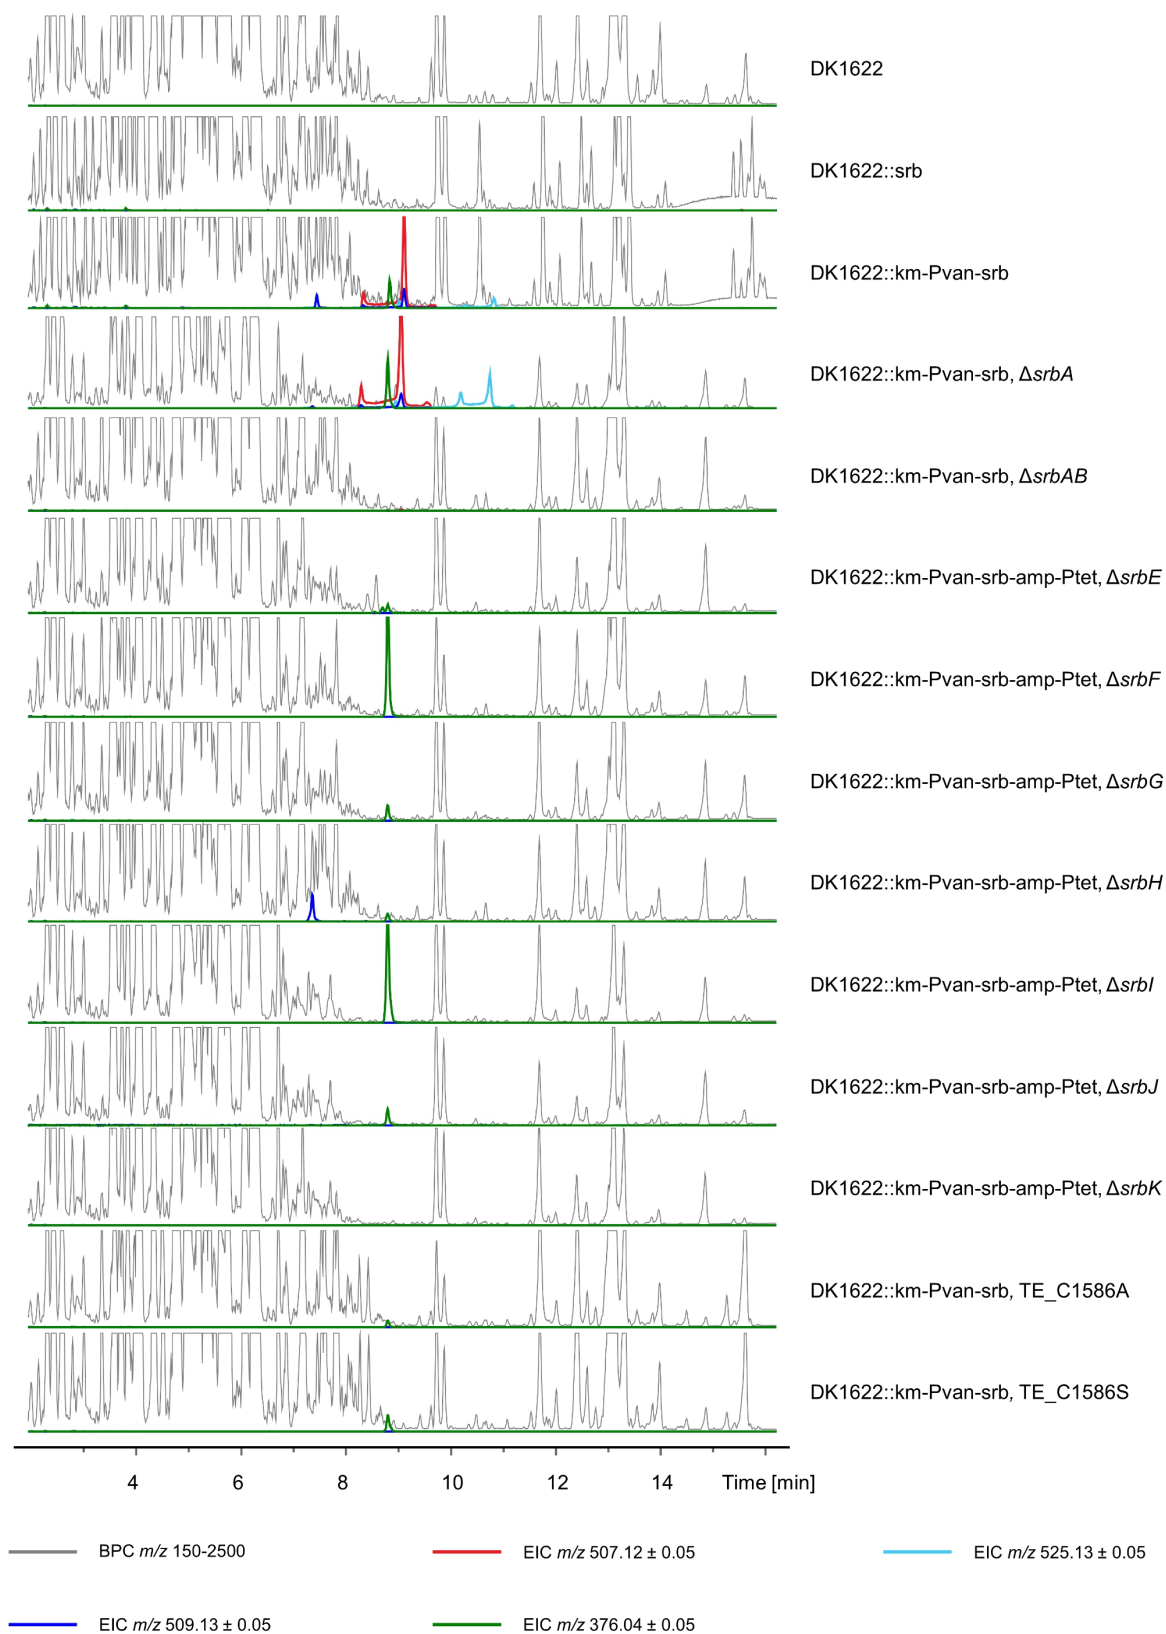 DK1622
DK1622::srb
DK1622::km-Pvan-srb
DK1622::km-Pvan-srb, ΔsrbA
DK1622::km-Pvan-srb, ΔsrbAB
DK1622::km-Pvan-srb-amp-Ptet, ΔsrbE
DK1622::km-Pvan-srb-amp-Ptet, ΔsrbF
DK1622::km-Pvan-srb-amp-Ptet, ΔsrbG
DK1622::km-Pvan-srb-amp-Ptet, ΔsrbH
DK1622::km-Pvan-srb-amp-Ptet, ΔsrbI
DK1622::km-Pvan-srb-amp-Ptet, ΔsrbJ
DK1622::km-Pvan-srb-amp-Ptet, ΔsrbK
DK1622::km-Pvan-srb, TE_C1586A
DK1622::km-Pvan-srb, TE_C1586S
4 6 8 10 12 14 Time [min]
BPC m/z 150-2500 EIC m/z 507.12 ± 0.05 EIC m/z 525.13 ± 0.05
EIC m/z 509.13 ± 0.05 EIC m/z 376.04 ± 0.05